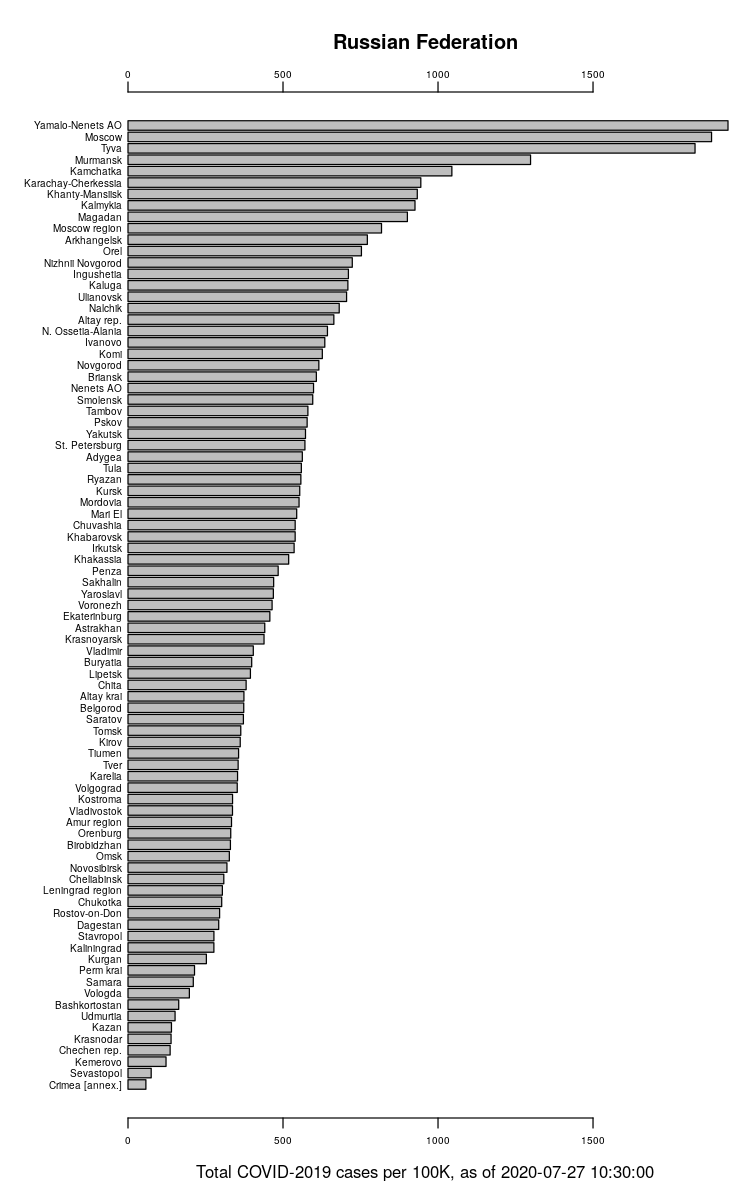 Russian Federation
0 500 1000 1500
Yamalo-Nenets AO
Moscow
Tyva
Murmansk
Kamchatka
Karachay-Cherkessia
Khanty-Mansiisk
Kalmykia
Magadan
Moscow region
Arkhangelsk
Orel
Nizhnii Novgorod
Ingushetia
Kaluga
Ulianovsk
Nalchik
Altay rep.
N. Ossetia-Alania
Ivanovo
Komi
Novgorod
Briansk
Nenets AO
Smolensk
Tambov
Pskov
Yakutsk
St. Petersburg
Adygea
Tula
Ryazan
Kursk
Mordovia
Mari El
Chuvashia
Khabarovsk
Irkutsk
Khakassia
Penza
Sakhalin
Yaroslavl
Voronezh
Ekaterinburg
Astrakhan
Krasnoyarsk
Vladimir
Buryatia
Lipetsk
Chita
Altay krai
Belgorod
Saratov
Tomsk
Kirov
Tiumen
Tver
Karelia
Volgograd
Kostroma
Vladivostok
Amur region
Orenburg
Birobidzhan
Omsk
Novosibirsk
Cheliabinsk
Leningrad region
Chukotka
Rostov-on-Don
Dagestan
Stavropol
Kaliningrad
Kurgan
Perm krai
Samara
Vologda
Bashkortostan
Udmurtia
Kazan
Krasnodar
Chechen rep.
Kemerovo
Sevastopol
Crimea [annex.]
0 500 1000 1500
Total COVID-2019 cases per 100K, as of 2020-07-27 10:30:00